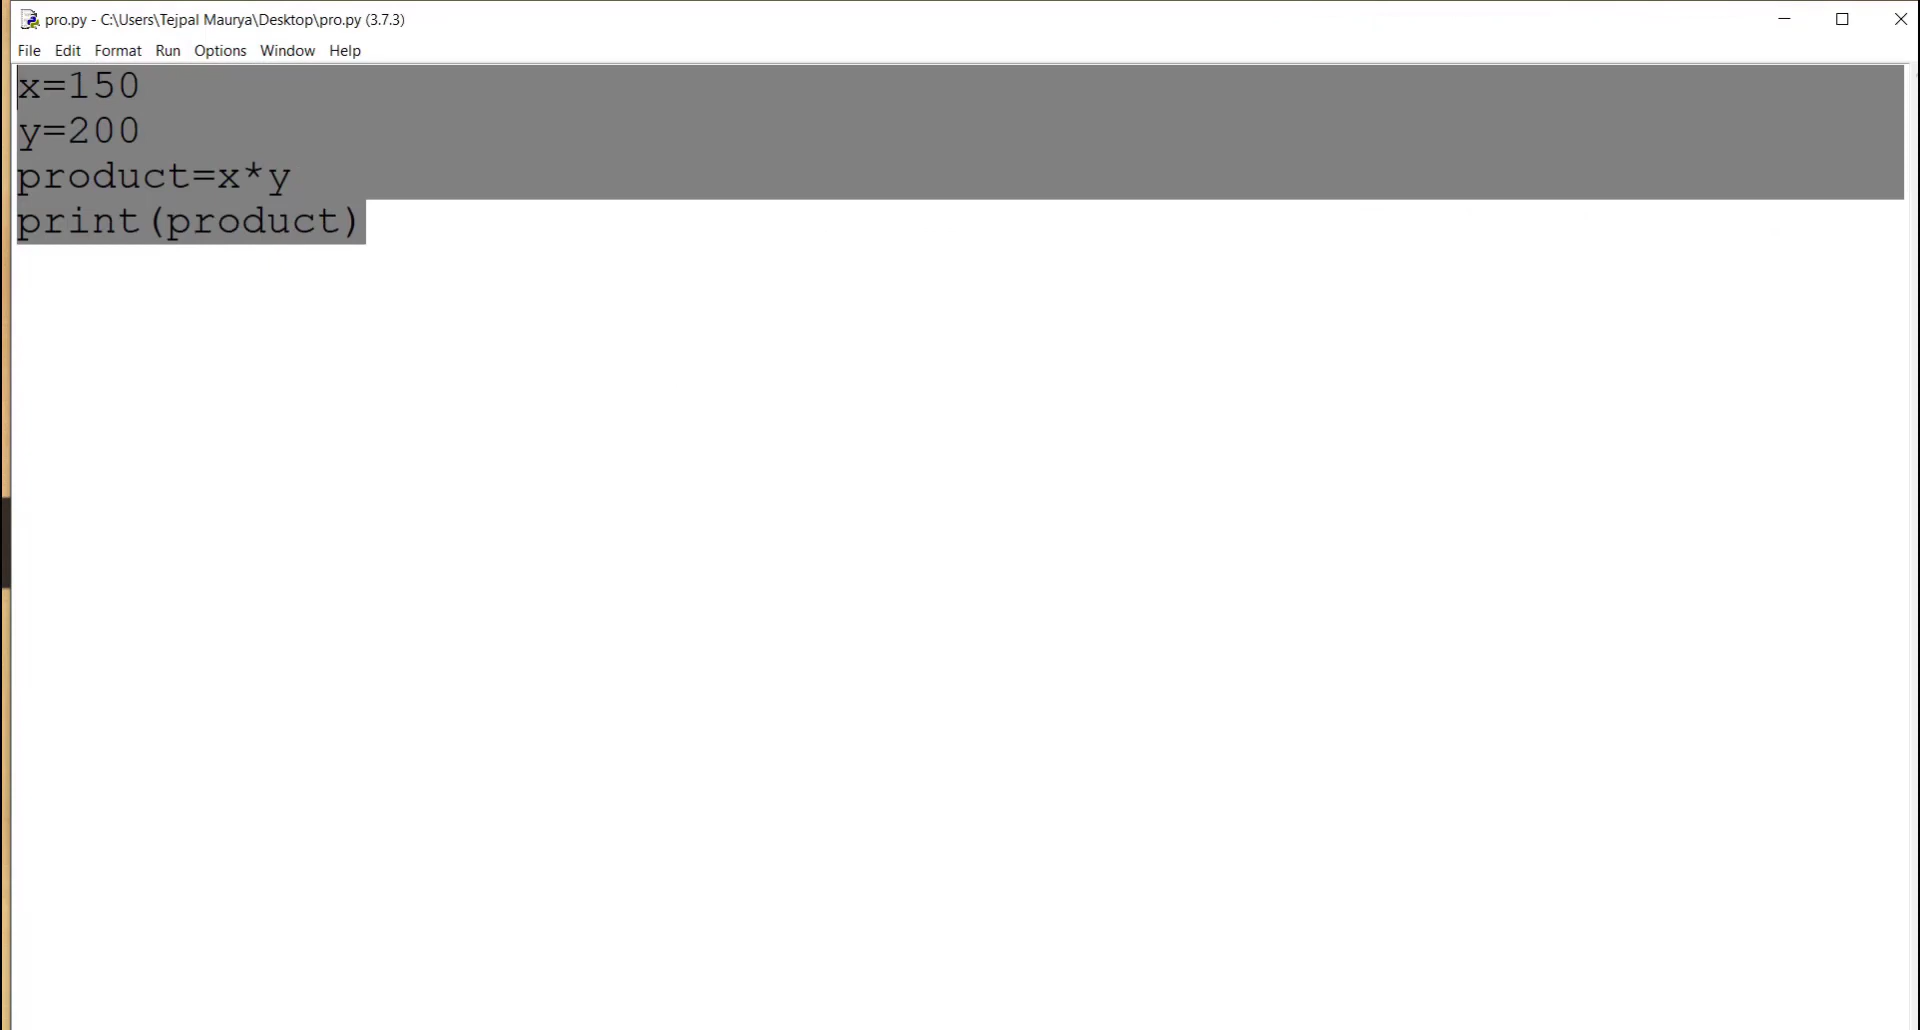 pro.py - C:\Users\Tejpal Maurya\Desktop\pro.py (3.7.3)
File Edit Format Run Options Window Help
x=150
y=200
product=x*y
print(product)